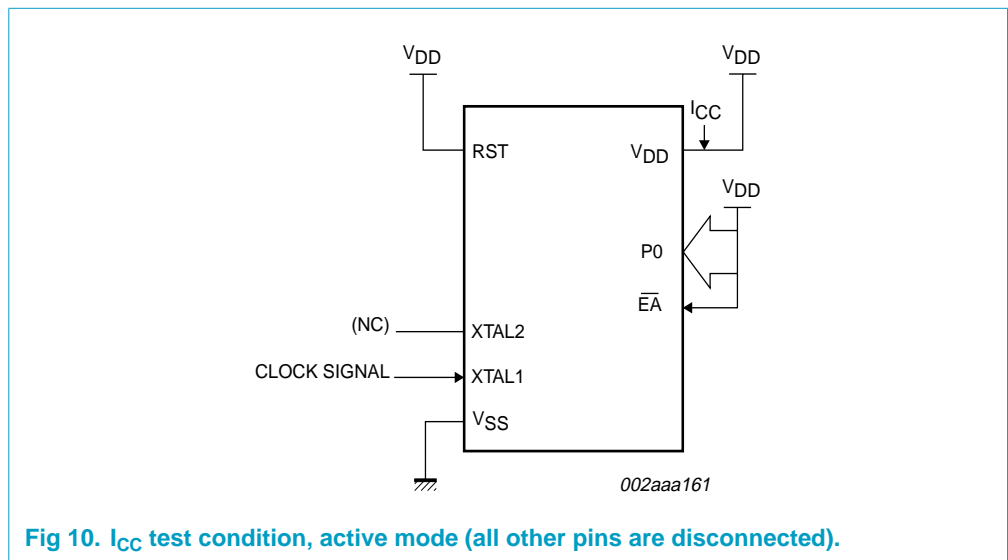 VDD
VDD
ICC
RST
VDD
VDD
P0
EA
(NC)
XTAL2
CLOCK SIGNAL
XTAL1
VSS
002aaa161
Fig 10. ICC test condition, active mode (all other pins are disconnected).